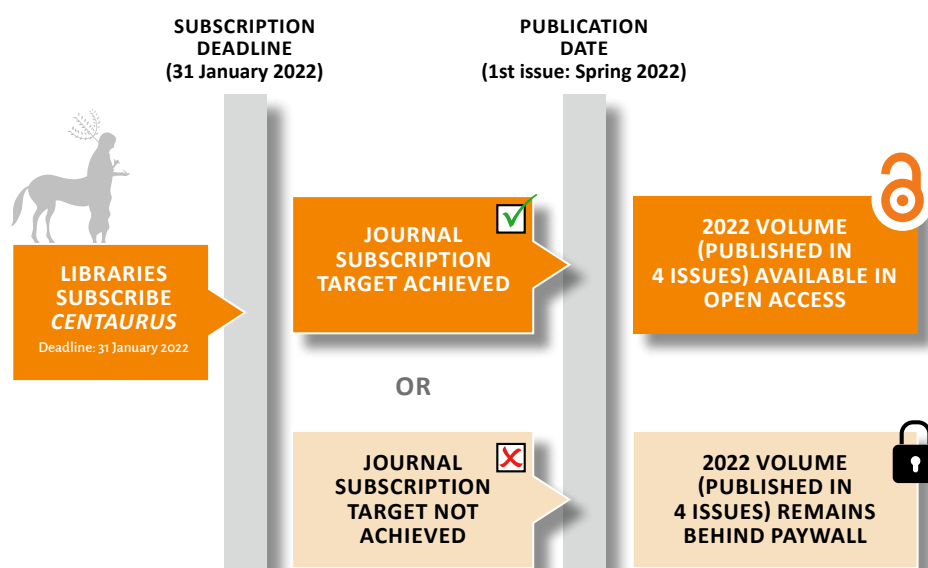 SUBSCRIPTION
DEADLINE
(31 January 2022)
PUBLICATION
DATE
(1st issue: Spring 2022)
LIBRARIES
SUBSCRIBE
CENTAURUS
Deadline: 31 January 2022
JOURNAL
SUBSCRIPTION
TARGET ACHIEVED
2022 VOLUME
(PUBLISHED IN
4 ISSUES) AVAILABLE IN
OPEN ACCESS
OR
JOURNAL
SUBSCRIPTION
TARGET NOT
ACHIEVED
2022 VOLUME
(PUBLISHED IN
4 ISSUES) REMAINS
BEHIND PAYWALL